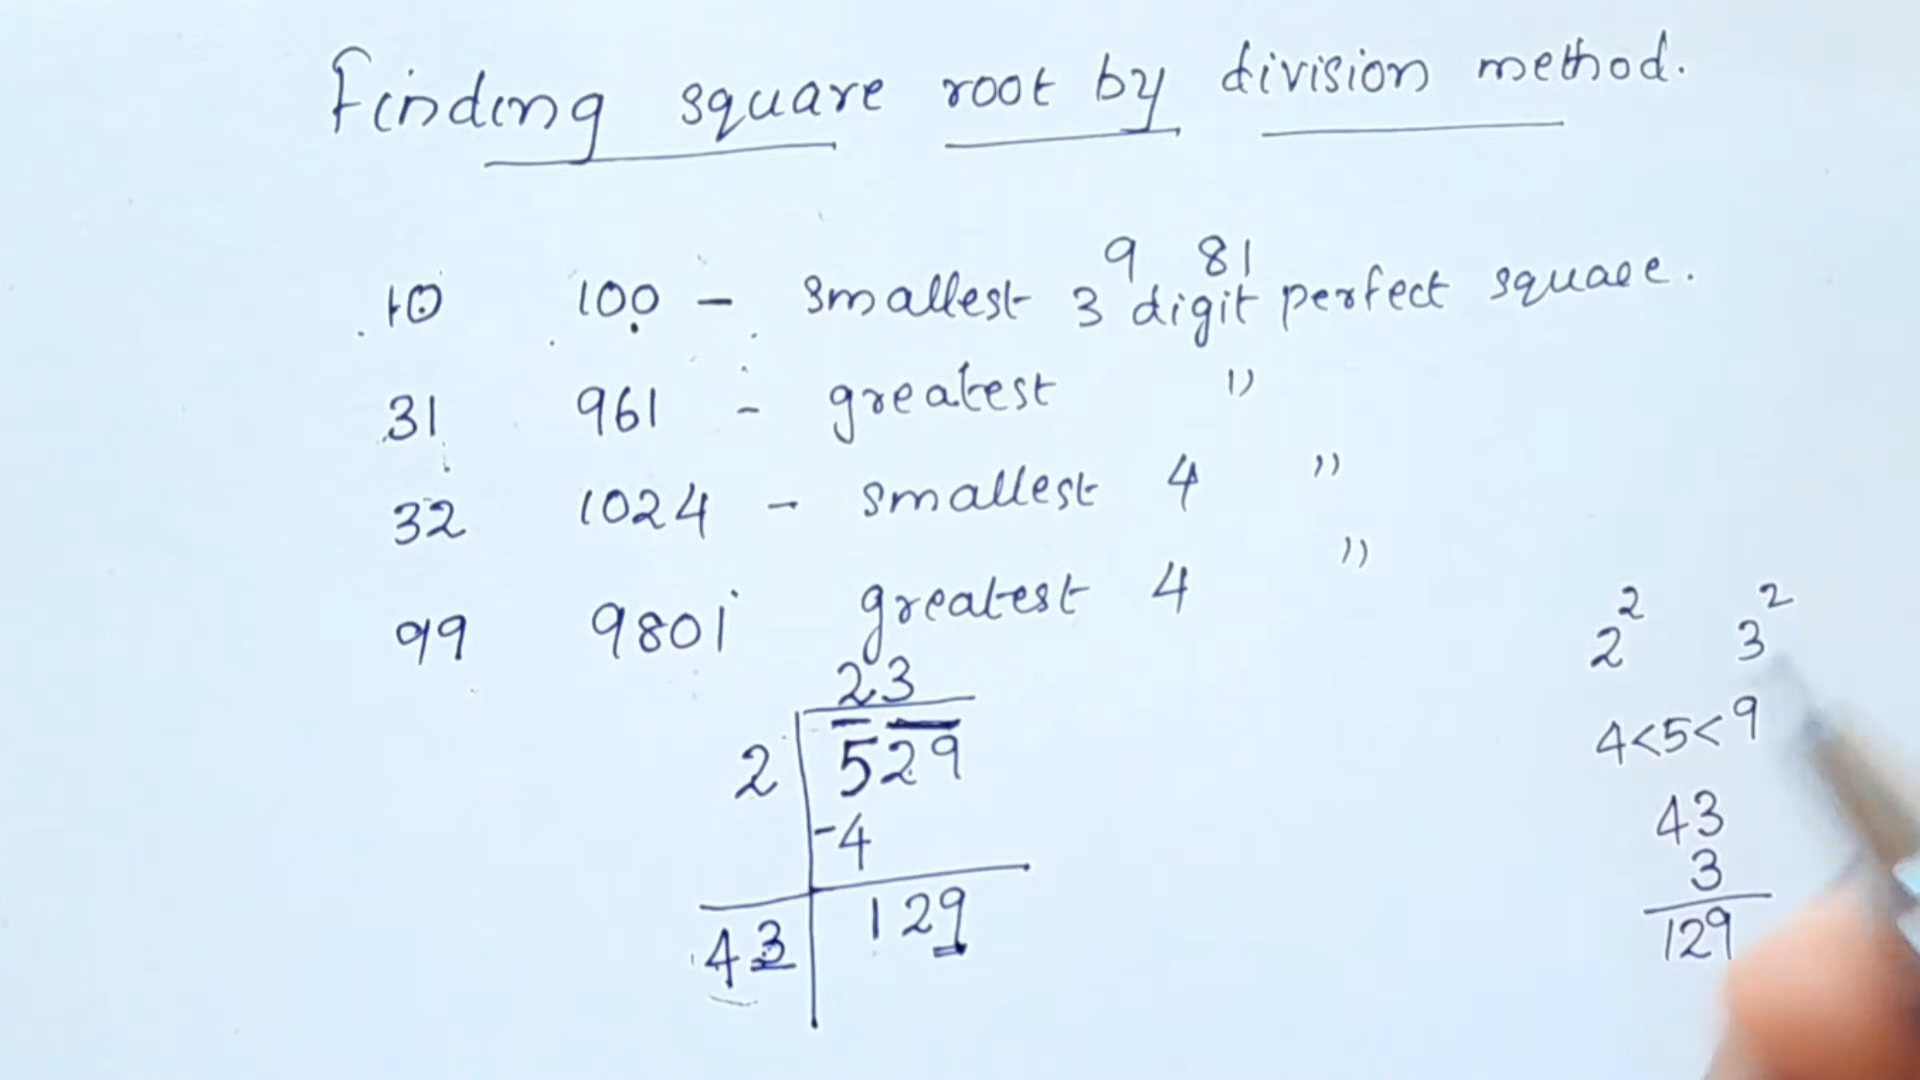 Finding square root by division method.
9 81
10 100 - smallest 3 digit perfect square.
31 961 - greatest "
32 1024 - smallest 4 "
99 9801 greatest 4 "
23
2 529
-4
43 129
2² 3²
4<5<9
43
3
129